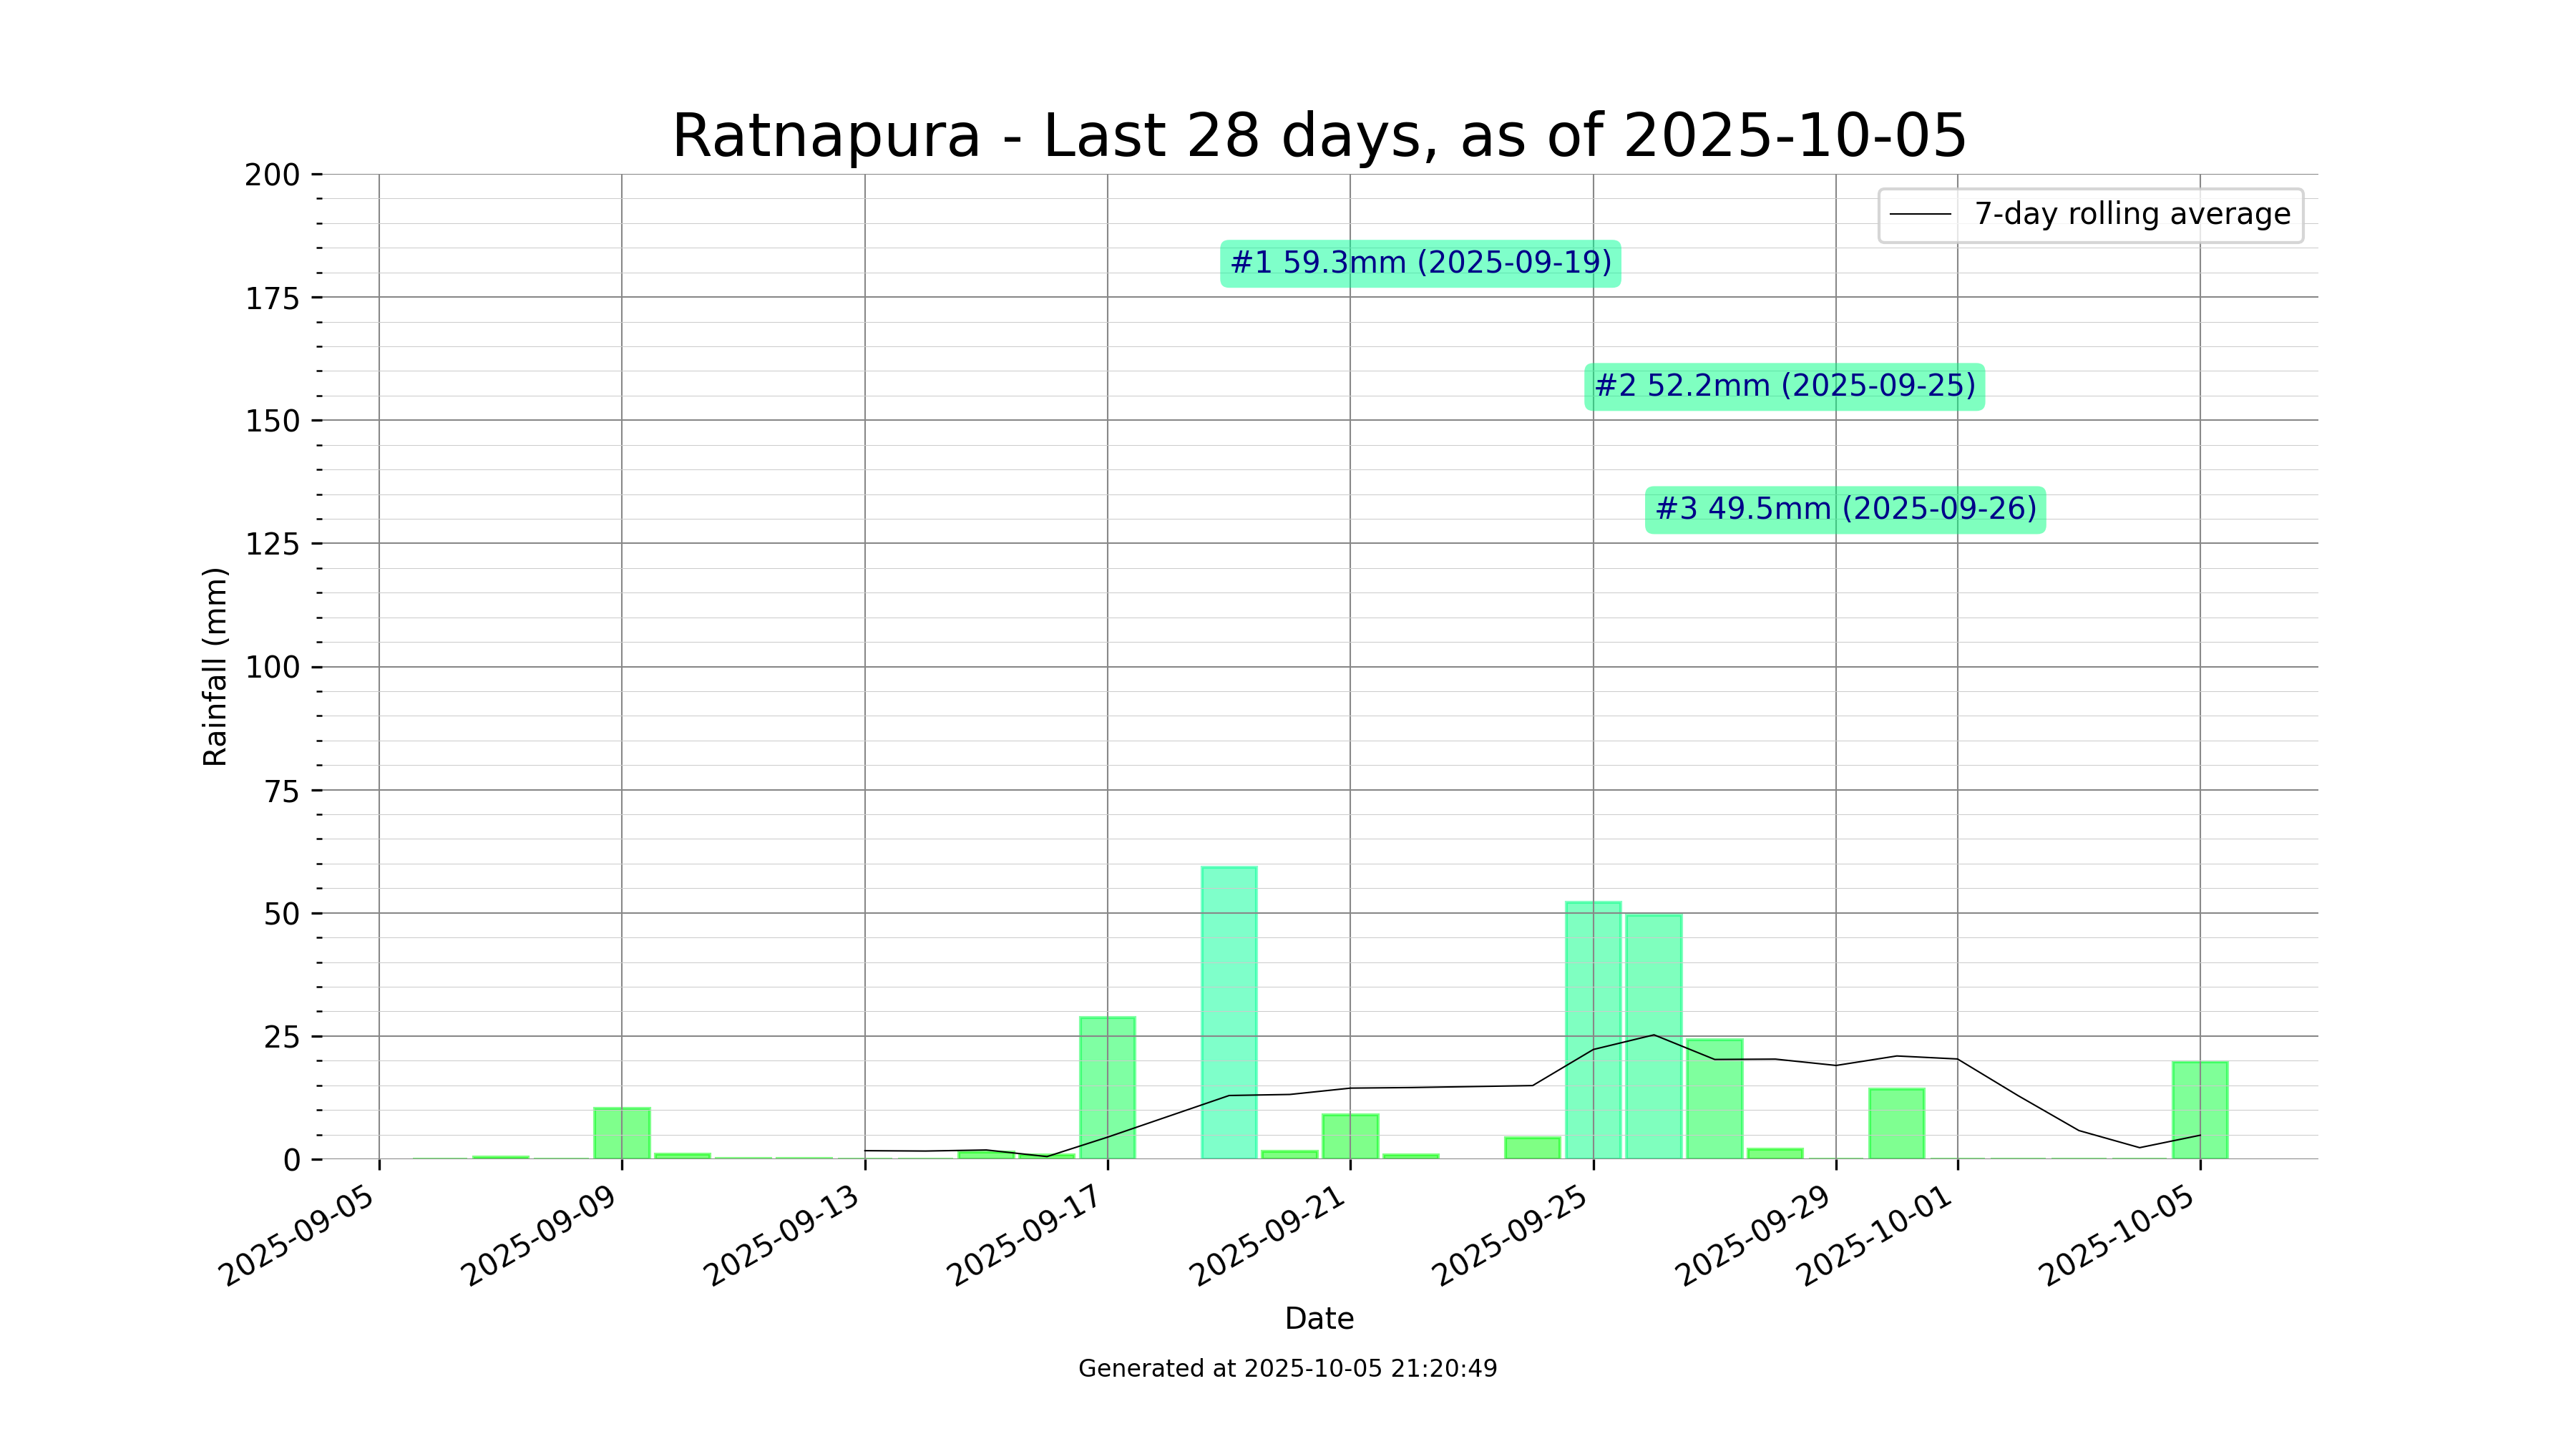 Ratnapura - Last 28 days, as of 2025-10-05
7-day rolling average
#1 59.3mm (2025-09-19)
#2 52.2mm (2025-09-25)
#3 49.5mm (2025-09-26)
Rainfall (mm)
200
175
150
125
100
75
50
25
0
2025-09-05
2025-09-09
2025-09-13
2025-09-17
2025-09-21
2025-09-25
2025-09-29
2025-10-01
2025-10-05
Date
Generated at 2025-10-05 21:20:49